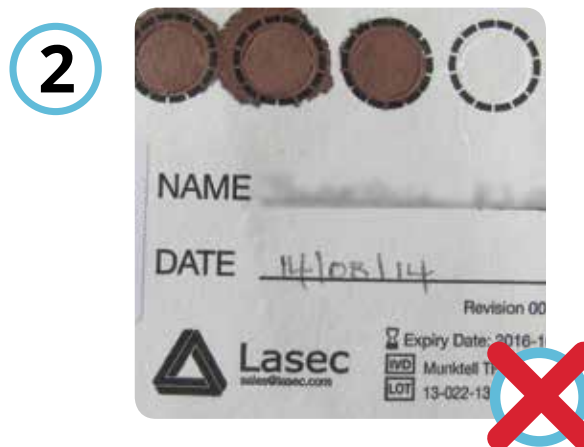 2
NAME
DATE 14/08/14
Revision 00
Expiry Date: 2016-1
Lasec
sales@lasec.com
IVD Munktell
LOT 13-022-13